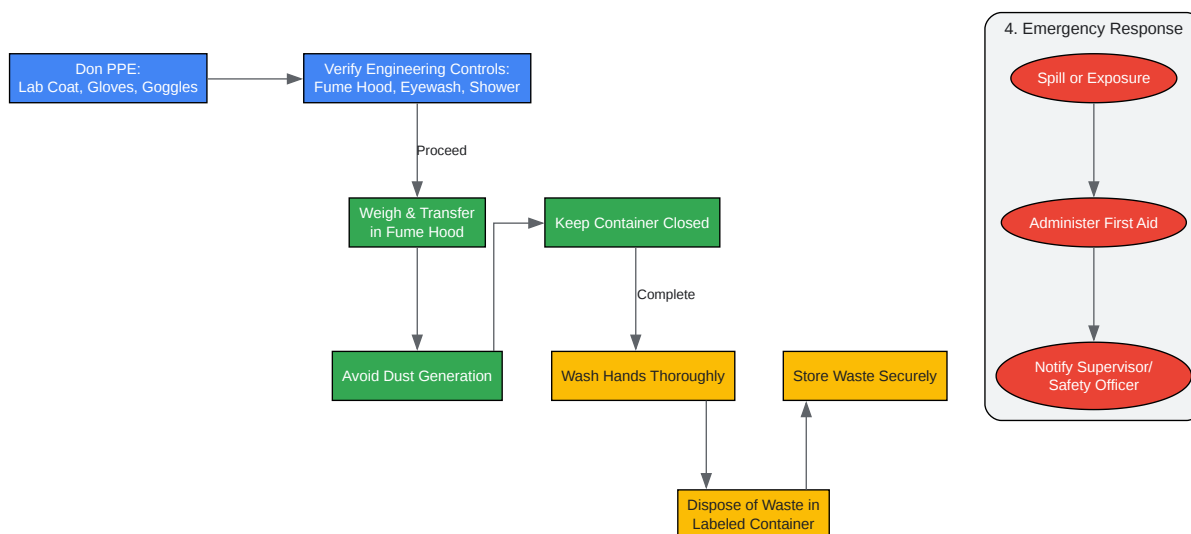 4. Emergency Response
Don PPE:
Lab Coat, Gloves, Goggles
Verify Engineering Controls:
Fume Hood, Eyewash, Shower
Spill or Exposure
Proceed
Weigh & Transfer
in Fume Hood
Keep Container Closed
Administer First Aid
Complete
Avoid Dust Generation
Wash Hands Thoroughly
Store Waste Securely
Notify Supervisor/
Safety Officer
Dispose of Waste in
Labeled Container